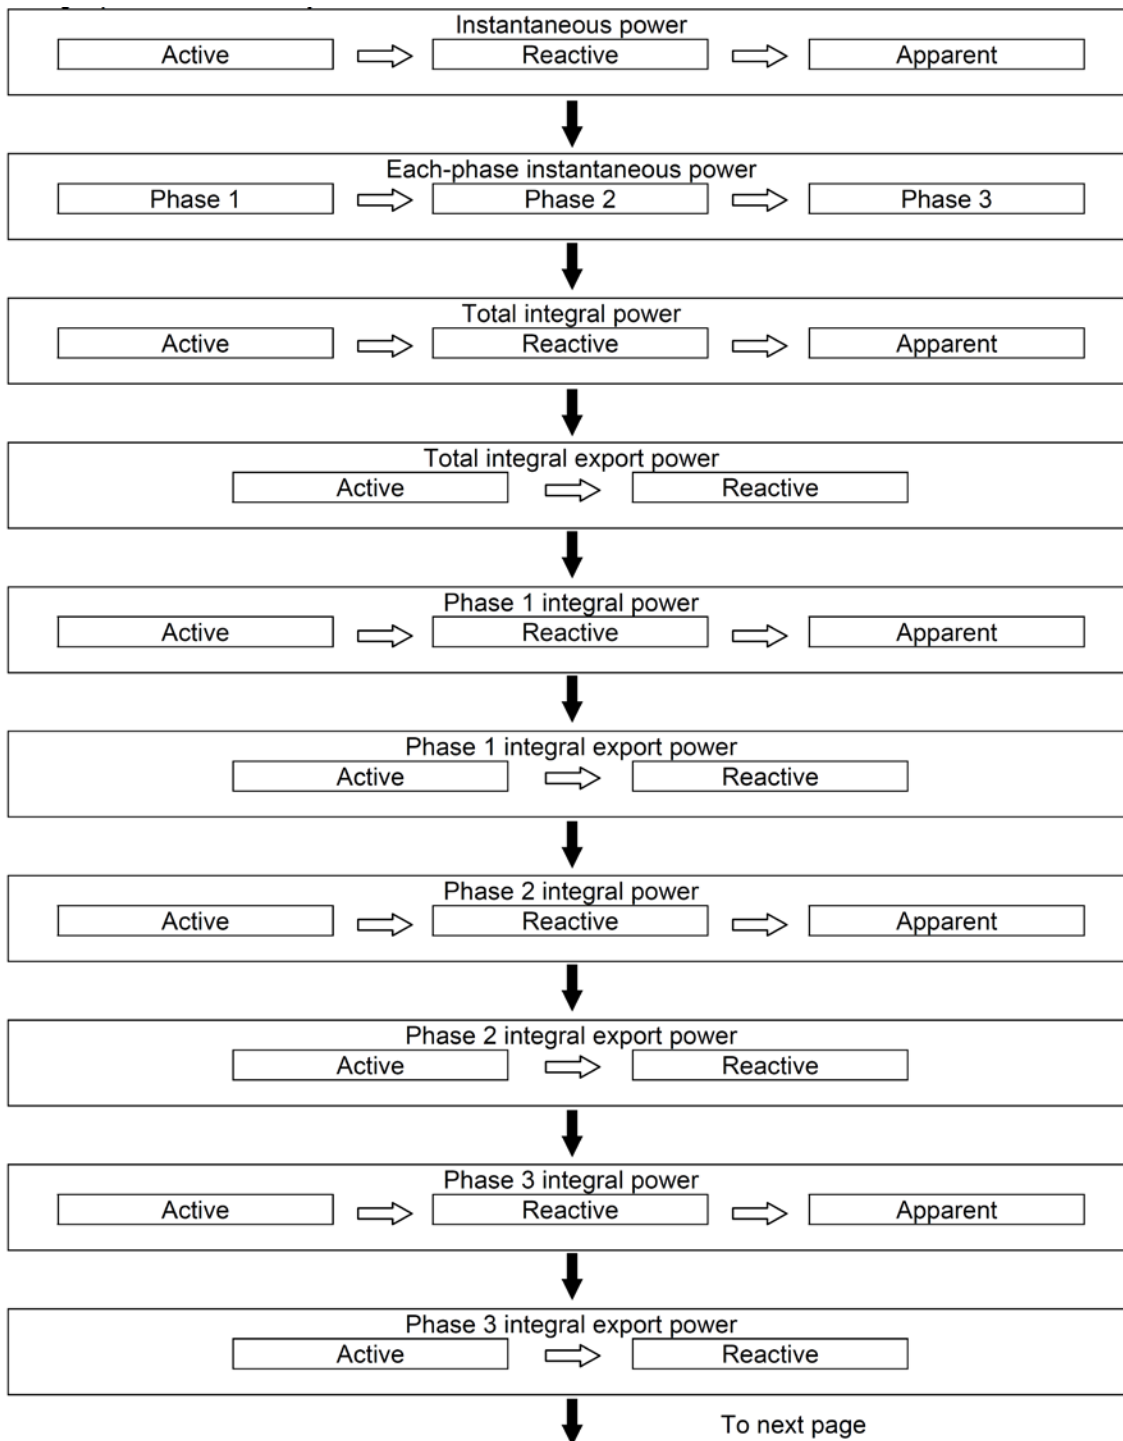 Instantaneous power
Active Reactive Apparent
Each-phase instantaneous power
Phase 1 Phase 2 Phase 3
Total integral power
Active Reactive Apparent
Total integral export power
Active Reactive
Phase 1 integral power
Active Reactive Apparent
Phase 1 integral export power
Active Reactive
Phase 2 integral power
Active Reactive Apparent
Phase 2 integral export power
Active Reactive
Phase 3 integral power
Active Reactive Apparent
Phase 3 integral export power
Active Reactive
To next page